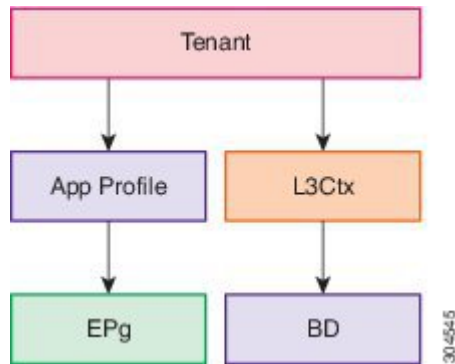 Tenant
App Profile
L3Ctx
EPg
BD
304545